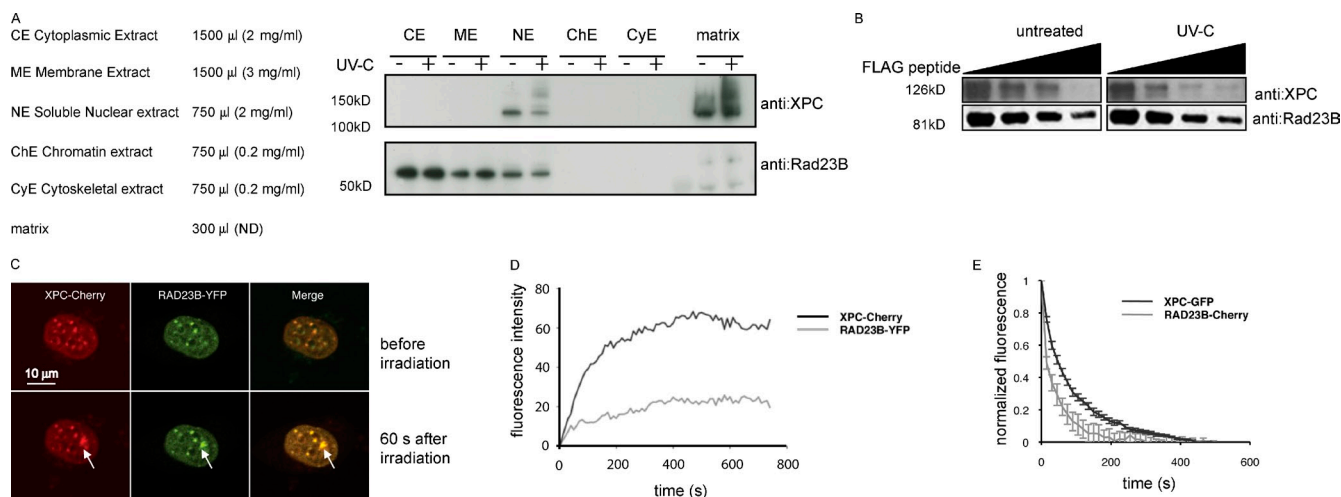 A
CE Cytoplasmic Extract 1500 µl (2 mg/ml)
ME Membrane Extract 1500 µl (3 mg/ml)
NE Soluble Nuclear extract 750 µl (2 mg/ml)
ChE Chromatin extract 750 µl (0.2 mg/ml)
CyE Cytoskeletal extract 750 µl (0.2 mg/ml)
matrix 300 µl (ND)
CE ME NE ChE CyE matrix
UV-C - + - + - + - + - + - +
150kD
100kD
anti:XPC
50kD
anti:Rad23B
B
untreated UV-C
FLAG peptide
126kD anti:XPC
81kD anti:Rad23B
C
XPC-Cherry RAD23B-YFP Merge
10 µm
before
irradiation
60 s after
irradiation
D
fluorescence intensity
80
60
40
20
0
0 200 400 600 800
time (s)
XPC-Cherry
RAD23B-YFP
E
normalized fluorescence
1
0.8
0.6
0.4
0.2
0
0 200 400 600
time (s)
XPC-GFP
RAD23B-Cherry